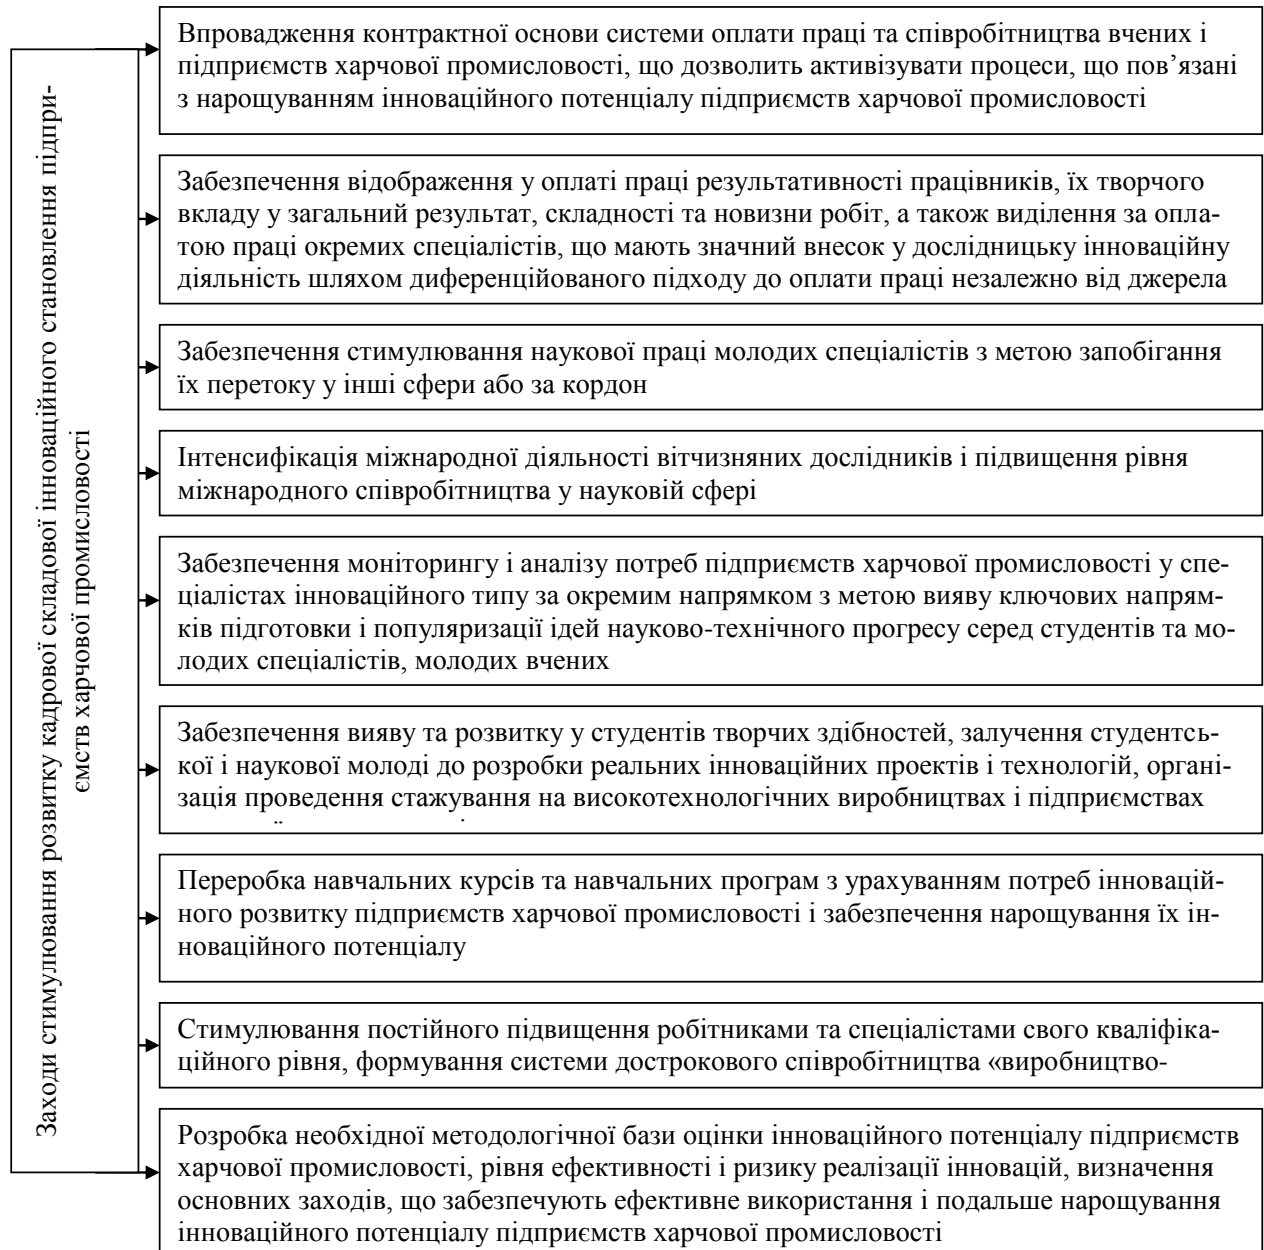 Заходи стимулювання розвитку кадрової складової інноваційного становлення підпри-
ємств харчової промисловості
Впровадження контрактної основи системи оплати праці та співробітництва вчених і
підприємств харчової промисловості, що дозволить активізувати процеси, що пов’язані
з нарощуванням інноваційного потенціалу підприємств харчової промисловості
Забезпечення відображення у оплаті праці результативності працівників, їх творчого
вкладу у загальний результат, складності та новизни робіт, а також виділення за опла-
тою праці окремих спеціалістів, що мають значний внесок у дослідницьку інноваційну
діяльність шляхом диференційованого підходу до оплати праці незалежно від джерела
Забезпечення стимулювання наукової праці молодих спеціалістів з метою запобігання
їх перетоку у інші сфери або за кордон
Інтенсифікація міжнародної діяльності вітчизняних дослідників і підвищення рівня
міжнародного співробітництва у науковій сфері
Забезпечення моніторингу і аналізу потреб підприємств харчової промисловості у спе-
ціалістах інноваційного типу за окремим напрямком з метою вияву ключових напрям-
ків підготовки і популяризації ідей науково-технічного прогресу серед студентів та мо-
лодих спеціалістів, молодих вчених
Забезпечення вияву та розвитку у студентів творчих здібностей, залучення студентсь-
кої і наукової молоді до розробки реальних інноваційних проектів і технологій, органі-
зація проведення стажування на високотехнологічних виробництвах і підприємствах
Переробка навчальних курсів та навчальних програм з урахуванням потреб інновацій-
ного розвитку підприємств харчової промисловості і забезпечення нарощування їх ін-
новаційного потенціалу
Стимулювання постійного підвищення робітниками та спеціалістами свого кваліфіка-
ційного рівня, формування системи дострокового співробітництва «виробництво-
Розробка необхідної методологічної бази оцінки інноваційного потенціалу підприємств
харчової промисловості, рівня ефективності і ризику реалізації інновацій, визначення
основних заходів, що забезпечують ефективне використання і подальше нарощування
інноваційного потенціалу підприємств харчової промисловості